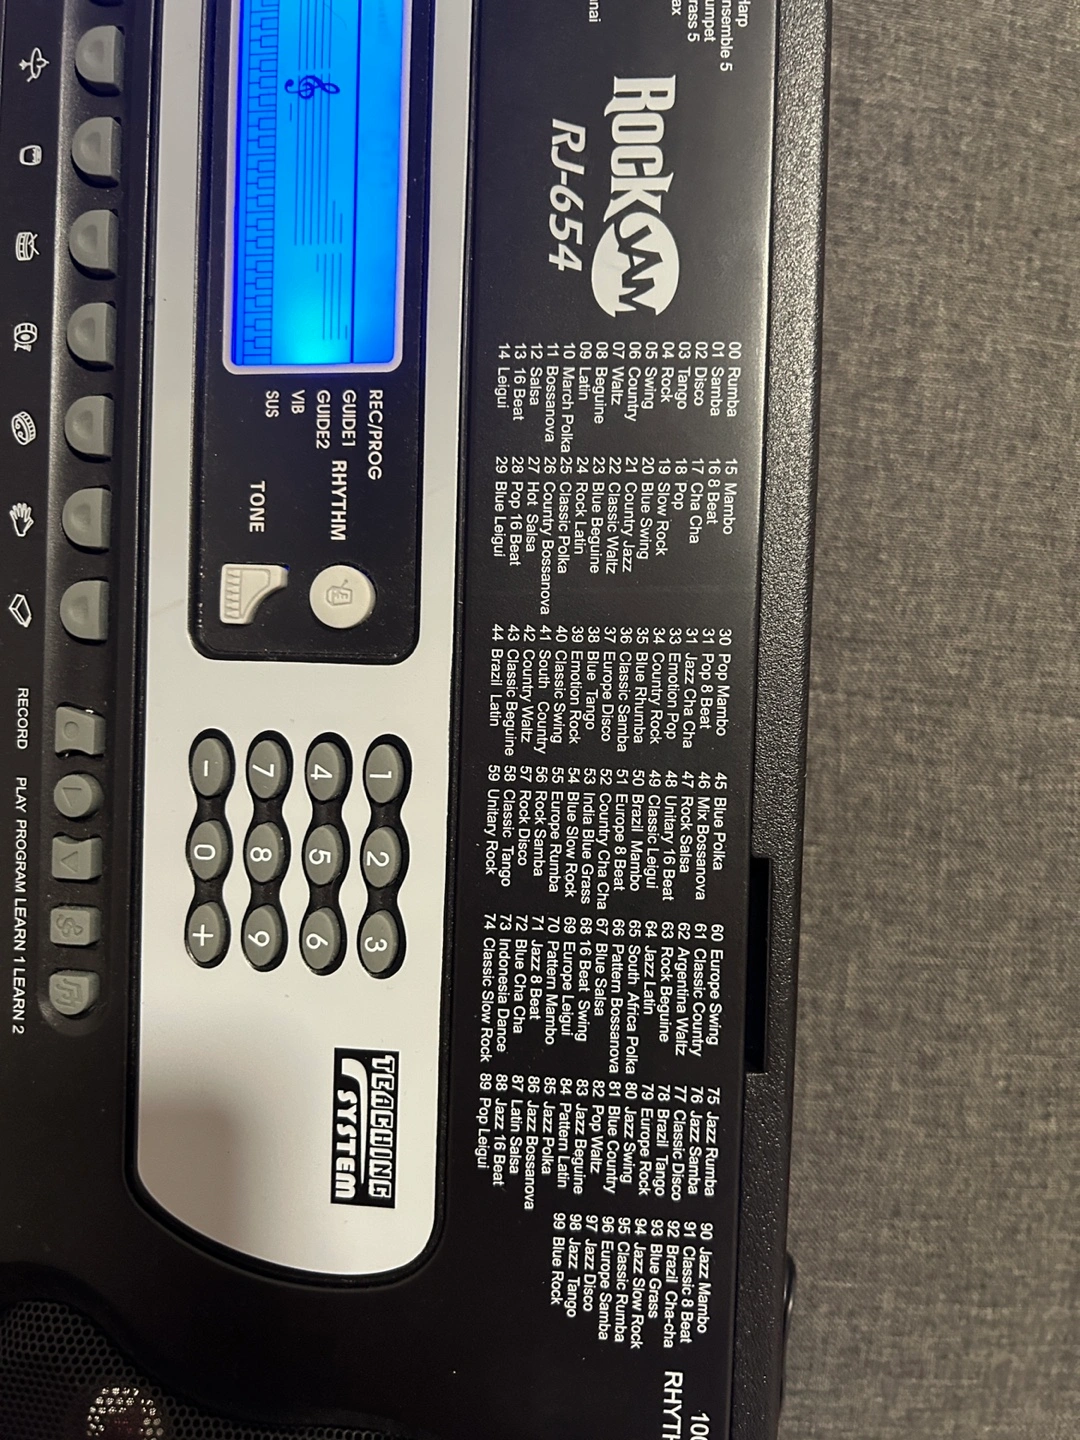 Harp
nsemble 5
umpet
rass 5
ax
nai
ROCKJAM
RJ-654
00 Rumba
01 Samba
02 Disco
03 Tango
04 Rock
05 Swing
06 Country
07 Waltz
08 Beguine
09 Latin
10 March Polka
11 Bossanova
12 Salsa
13 16 Beat
14 Leigui
15 Mambo
16 8 Beat
17 Cha Cha
18 Pop
19 Slow Rock
20 Blue Swing
21 Country Jazz
22 Classic Waltz
23 Blue Beguine
24 Rock Latin
25 Classic Polka
26 Country Bossanova
27 Hot Salsa
28 Pop 16 Beat
29 Blue Leigui
30 Pop Mambo
31 Pop 8 Beat
31 Jazz Cha Cha
33 Emotion Pop
34 Country Rock
35 Blue Rhumba
36 Classic Samba
37 Europe Disco
38 Blue Tango
39 Emotion Rock
40 Classic Swing
41 South Country
42 Country Waltz
43 Classic Beguine
44 Brazil Latin
45 Blue Polka
46 Mix Bossanova
47 Rock Salsa
48 Unitary 16 Beat
49 Classic Leigui
50 Brazil Mambo
51 Europe 8 Beat
52 Country Cha Cha
53 India Blue Grass
54 Blue Slow Rock
55 Europe Rumba
56 Rock Samba
57 Rock Disco
58 Classic Tango
59 Unitary Rock
60 Europe Swing
61 Classic Country
62 Argentina Waltz
63 Rock Beguine
64 Jazz Latin
65 South Africa Polka
66 Pattern Bossanova
67 Blue Salsa
68 16 Beat Swing
69 Europe Leigui
70 Pattern Mambo
71 Jazz 8 Beat
72 Blue Cha Cha
73 Indonesia Dance
74 Classic Slow Rock
75 Jazz Rumba
76 Jazz Samba
77 Classic Disco
78 Brazil Tango
79 Europe Rock
80 Jazz Swing
81 Blue Country
82 Pop Waltz
83 Jazz Beguine
84 Pattern Latin
85 Jazz Polka
86 Jazz Bossanova
87 Latin Salsa
88 Jazz 16 Beat
89 Pop Leigui
90 Jazz Mambo
91 Classic 8 Beat
92 Brazil Cha-cha
93 Blue Grass
94 Jazz Slow Rock
95 Classic Rumba
96 Europe Samba
97 Jazz Disco
98 Jazz Tango
99 Blue Rock
100
RHYTH
REC/PROG
GUIDE1
GUIDE2
VIB
SUS
RHYTHM
TONE
1 2 3
4 5 6
7 8 9
- 0 +
TEACHING
SYSTEM
RECORD PLAY PROGRAM LEARN 1 LEARN 2